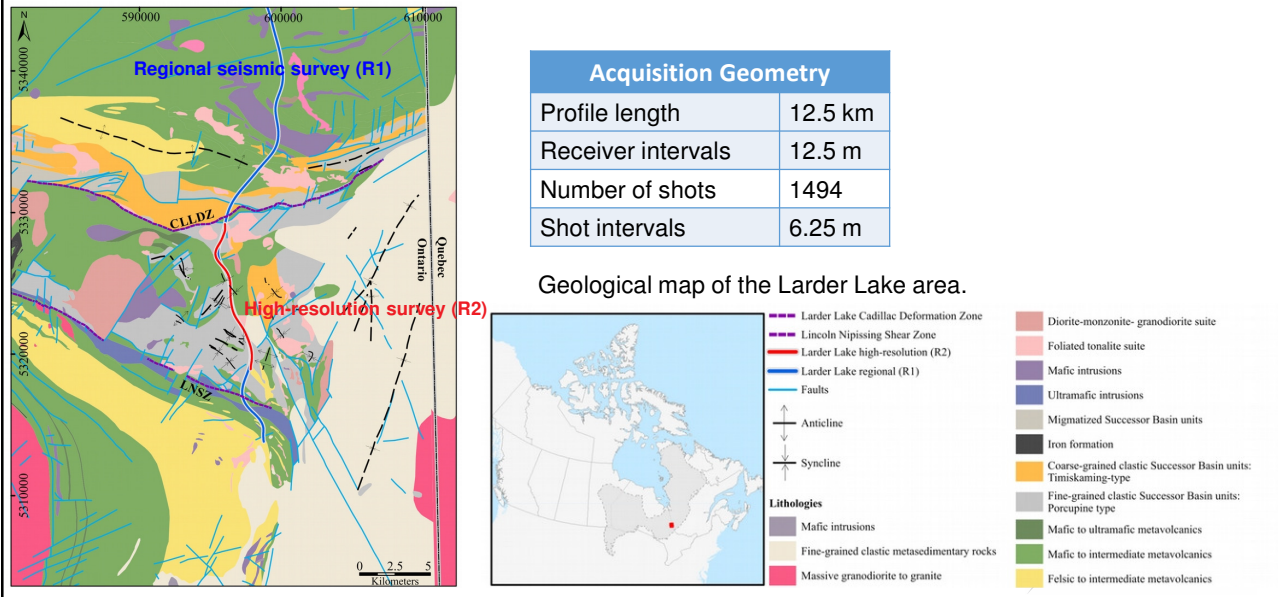 590000
600000
610000
N
5340000
5330000
5320000
5310000
Regional seismic survey (R1)
CLLDZ
Quebec
Ontario
High-resolution survey (R2)
LNSZ
0 2.5 5
Kilometers
Acquisition Geometry
Profile length 12.5 km
Receiver intervals 12.5 m
Number of shots 1494
Shot intervals 6.25 m
Geological map of the Larder Lake area.
Larder Lake Cadillac Deformation Zone
Lincoln Nipissing Shear Zone
Larder Lake high-resolution (R2)
Larder Lake regional (R1)
Faults
Anticline
Syncline
Lithologies
Mafic intrusions
Fine-grained clastic metasedimentary rocks
Massive granodiorite to granite
Diorite-monzonite- granodiorite suite
Foliated tonalite suite
Mafic intrusions
Ultramafic intrusions
Migmatized Successor Basin units
Iron formation
Coarse-grained clastic Successor Basin units:
Timiskaming-type
Fine-grained clastic Successor Basin units:
Porcupine type
Mafic to ultramafic metavolcanics
Mafic to intermediate metavolcanics
Felsic to intermediate metavolcanics